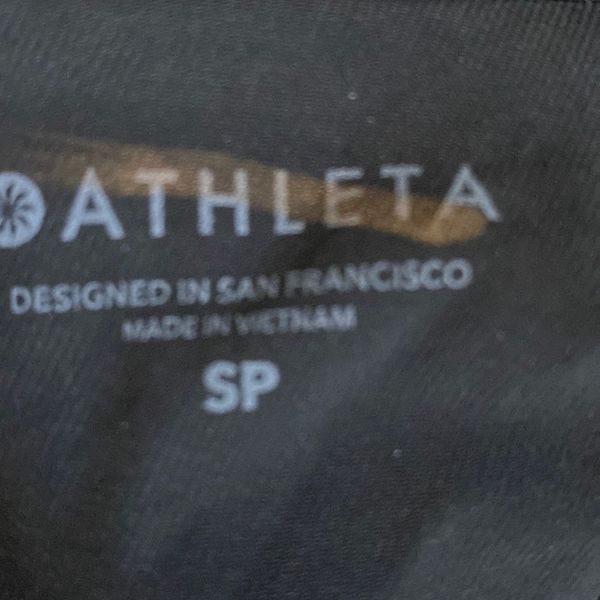 ATHLETA
DESIGNED IN SAN FRANCISCO
MADE IN VIETNAM
SP